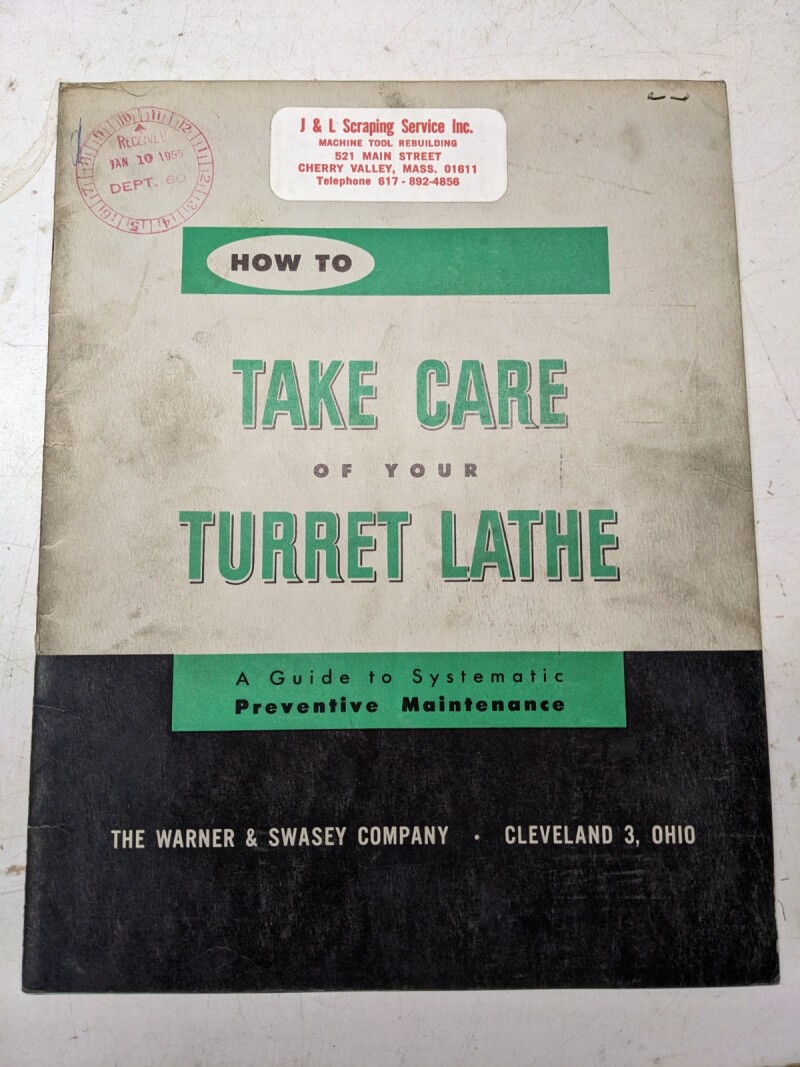 RECEIVED
JAN 10 1955
DEPT. 60
J & L Scraping Service Inc.
MACHINE TOOL REBUILDING
521 MAIN STREET
CHERRY VALLEY, MASS. 01611
Telephone 617 - 892-4856
HOW TO
TAKE CARE
OF YOUR
TURRET LATHE
A Guide to Systematic
Preventive Maintenance
THE WARNER & SWASEY COMPANY • CLEVELAND 3, OHIO